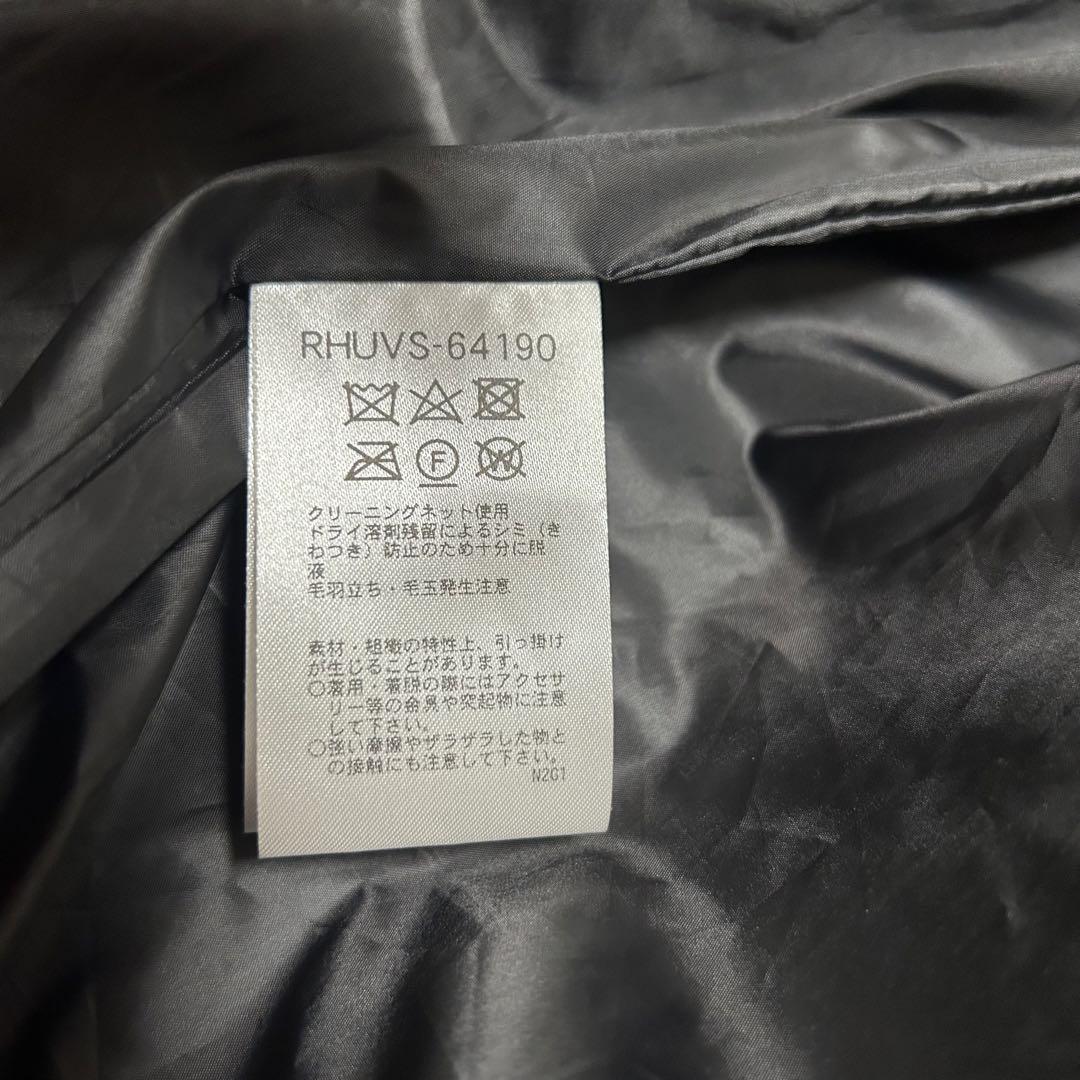 RHUVS-64190
F
W
クリーニングネット使用
ドライ溶剤残留によるシミ（き
わつき）防止のため十分に脱
液
毛羽立ち・毛玉発生注意
素材・組織の特性上、引っ掛け
が生じることがあります。
○着用・着脱の際にはアクセサ
リー等の金具や突起物に注意
して下さい。
○強い摩擦やザラザラした物と
の接触にも注意して下さい。
N2G1